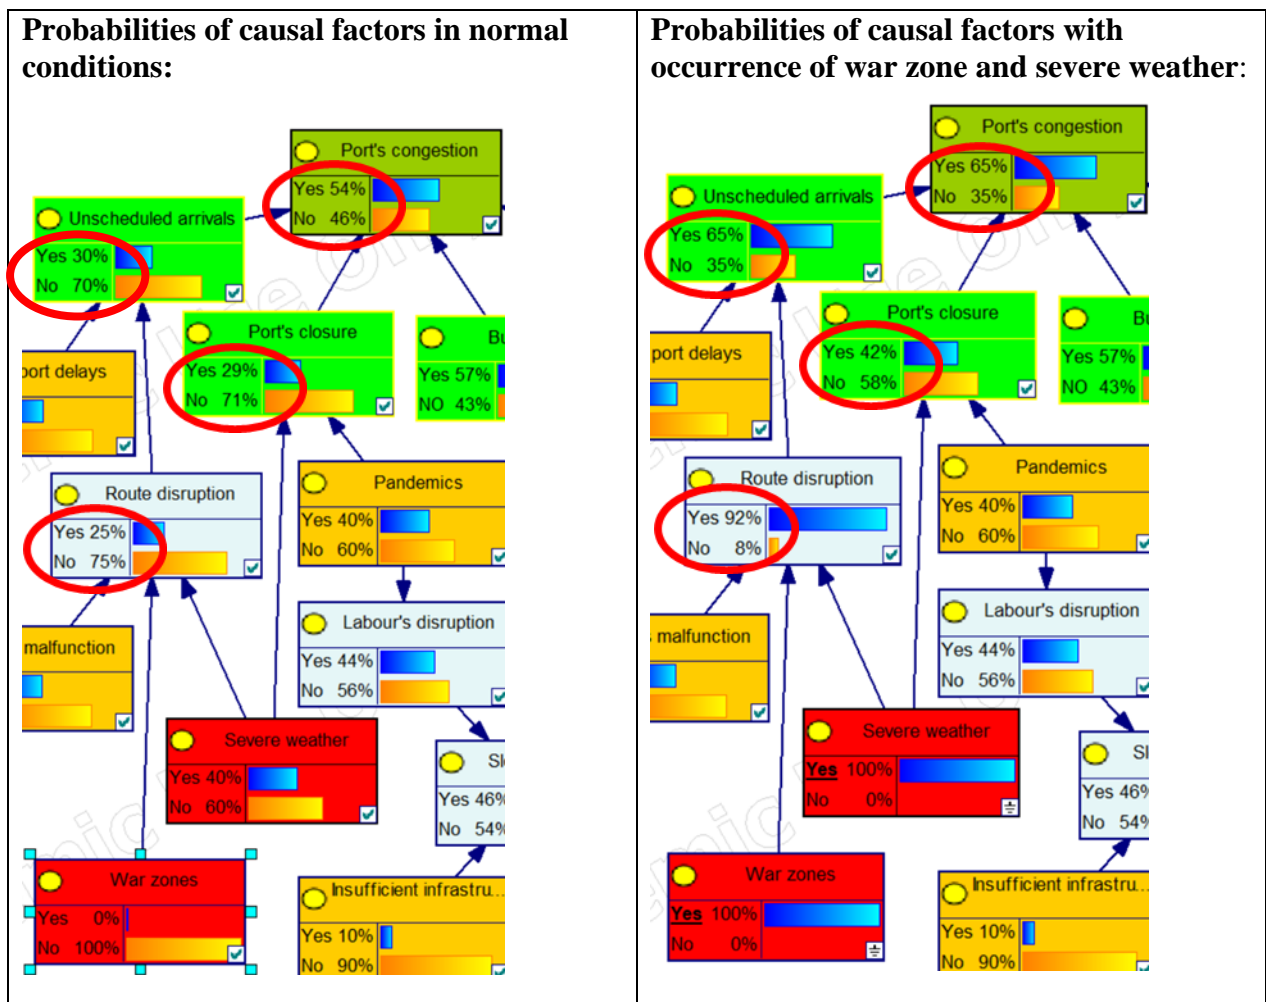 Probabilities of causal factors in normal
conditions:
Port's congestion
Yes 54%
No 46%
Unscheduled arrivals
Yes 30%
No 70%
Port's closure
Yes 29%
No 71%
Yes 57%
NO 43%
port delays
Route disruption
Yes 25%
No 75%
Pandemics
Yes 40%
No 60%
malfunction
Labour's disruption
Yes 44%
No 56%
Severe weather
Yes 40%
No 60%
Yes 46%
No 54%
War zones
Yes 0%
No 100%
Insufficient infrastru...
Yes 10%
No 90%
Probabilities of causal factors with
occurrence of war zone and severe weather:
Port's congestion
Yes 65%
No 35%
Unscheduled arrivals
Yes 65%
No 35%
Port's closure
Yes 42%
No 58%
Yes 57%
NO 43%
port delays
Route disruption
Yes 92%
No 8%
Pandemics
Yes 40%
No 60%
malfunction
Labour's disruption
Yes 44%
No 56%
Severe weather
Yes 100%
No 0%
Yes 46%
No 54%
War zones
Yes 100%
No 0%
Insufficient infrastru...
Yes 10%
No 90%